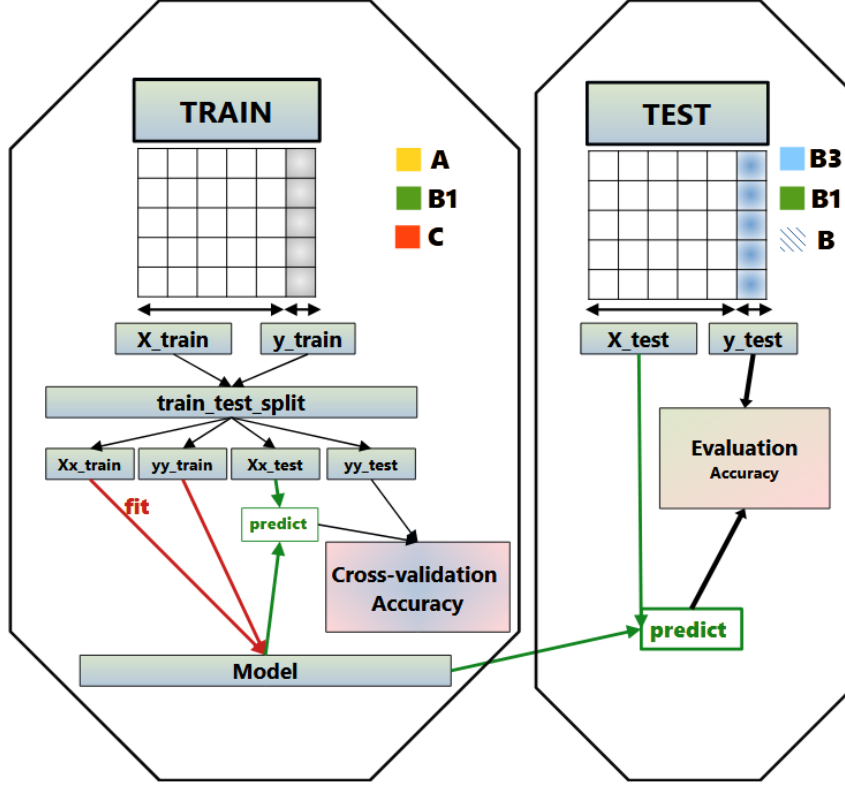 TRAIN
A
B1
C
X_train
y_train
train_test_split
Xx_train
yy_train
Xx_test
yy_test
fit
predict
Cross-validation
Accuracy
Model
TEST
B3
B1
B
X_test
y_test
Evaluation
Accuracy
predict